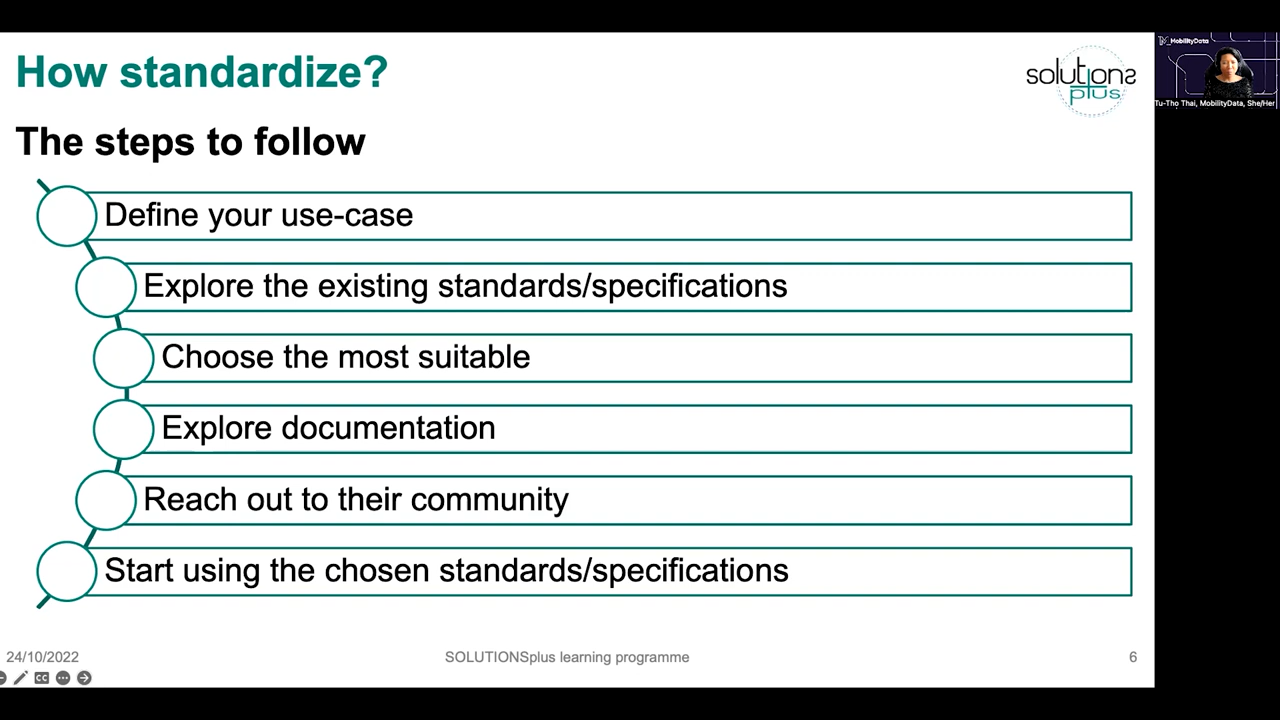 How standardize?
solutions
plus
MobilityData
Tu-Tho Thai, MobilityData, She/Her
The steps to follow
Define your use-case
Explore the existing standards/specifications
Choose the most suitable
Explore documentation
Reach out to their community
Start using the chosen standards/specifications
24/10/2022
SOLUTIONSplus learning programme
6
CC